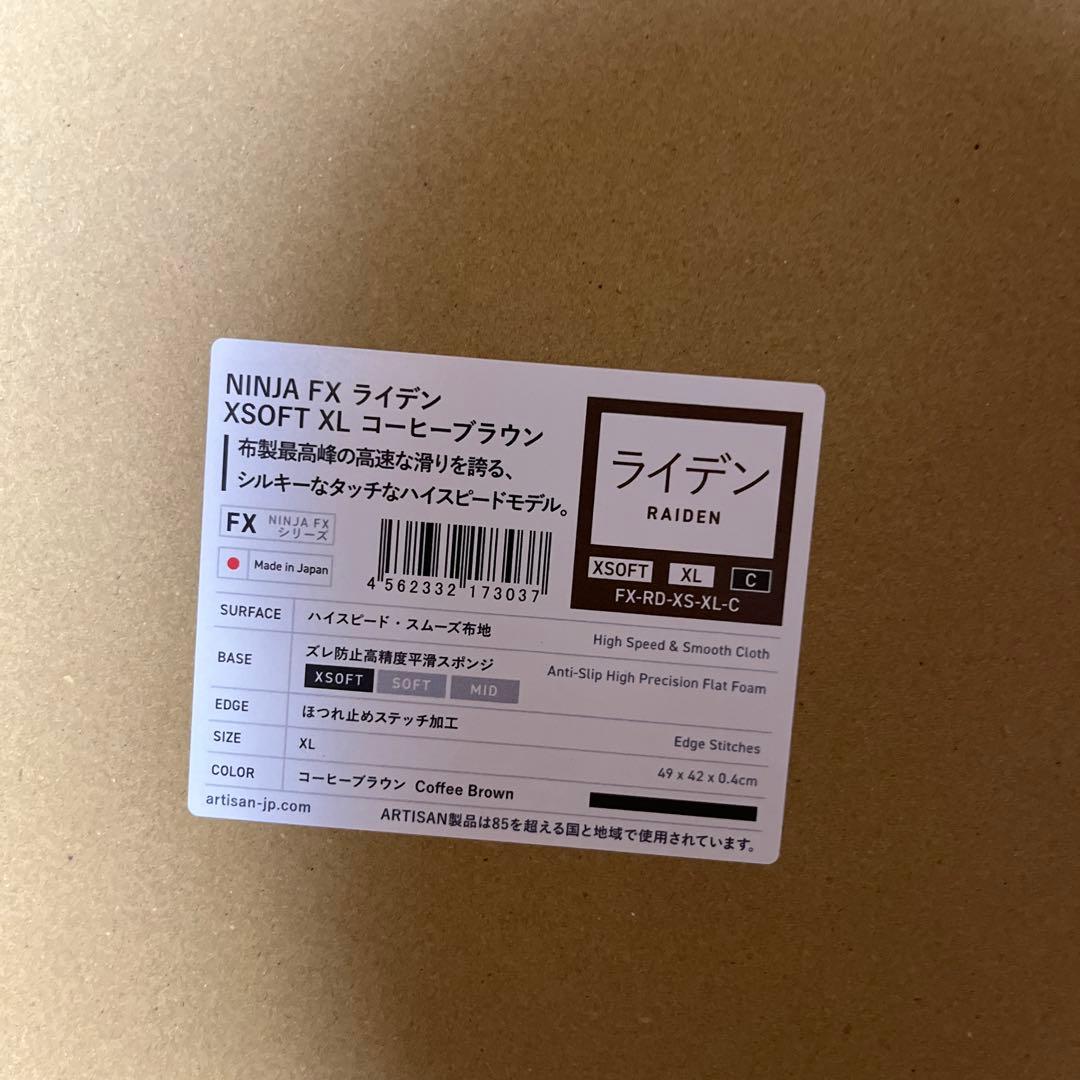 NINJA FX ライデン
XSOFT XL コーヒーブラウン
布製最高峰の高速な滑りを誇る、
シルキーなタッチなハイスピードモデル。
FX NINJA FX
シリーズ
Made in Japan
4 562332 173037
ライデン
RAIDEN
XSOFT XL C
FX-RD-XS-XL-C
SURFACE ハイスピード・スムーズ布地 High Speed & Smooth Cloth
BASE ズレ防止高精度平滑スポンジ Anti-Slip High Precision Flat Foam
XSOFT SOFT MID
EDGE ほつれ止めステッチ加工 Edge Stitches
SIZE XL 49 x 42 x 0.4cm
COLOR コーヒーブラウン Coffee Brown
artisan-jp.com ARTISAN製品は85を超える国と地域で使用されています。